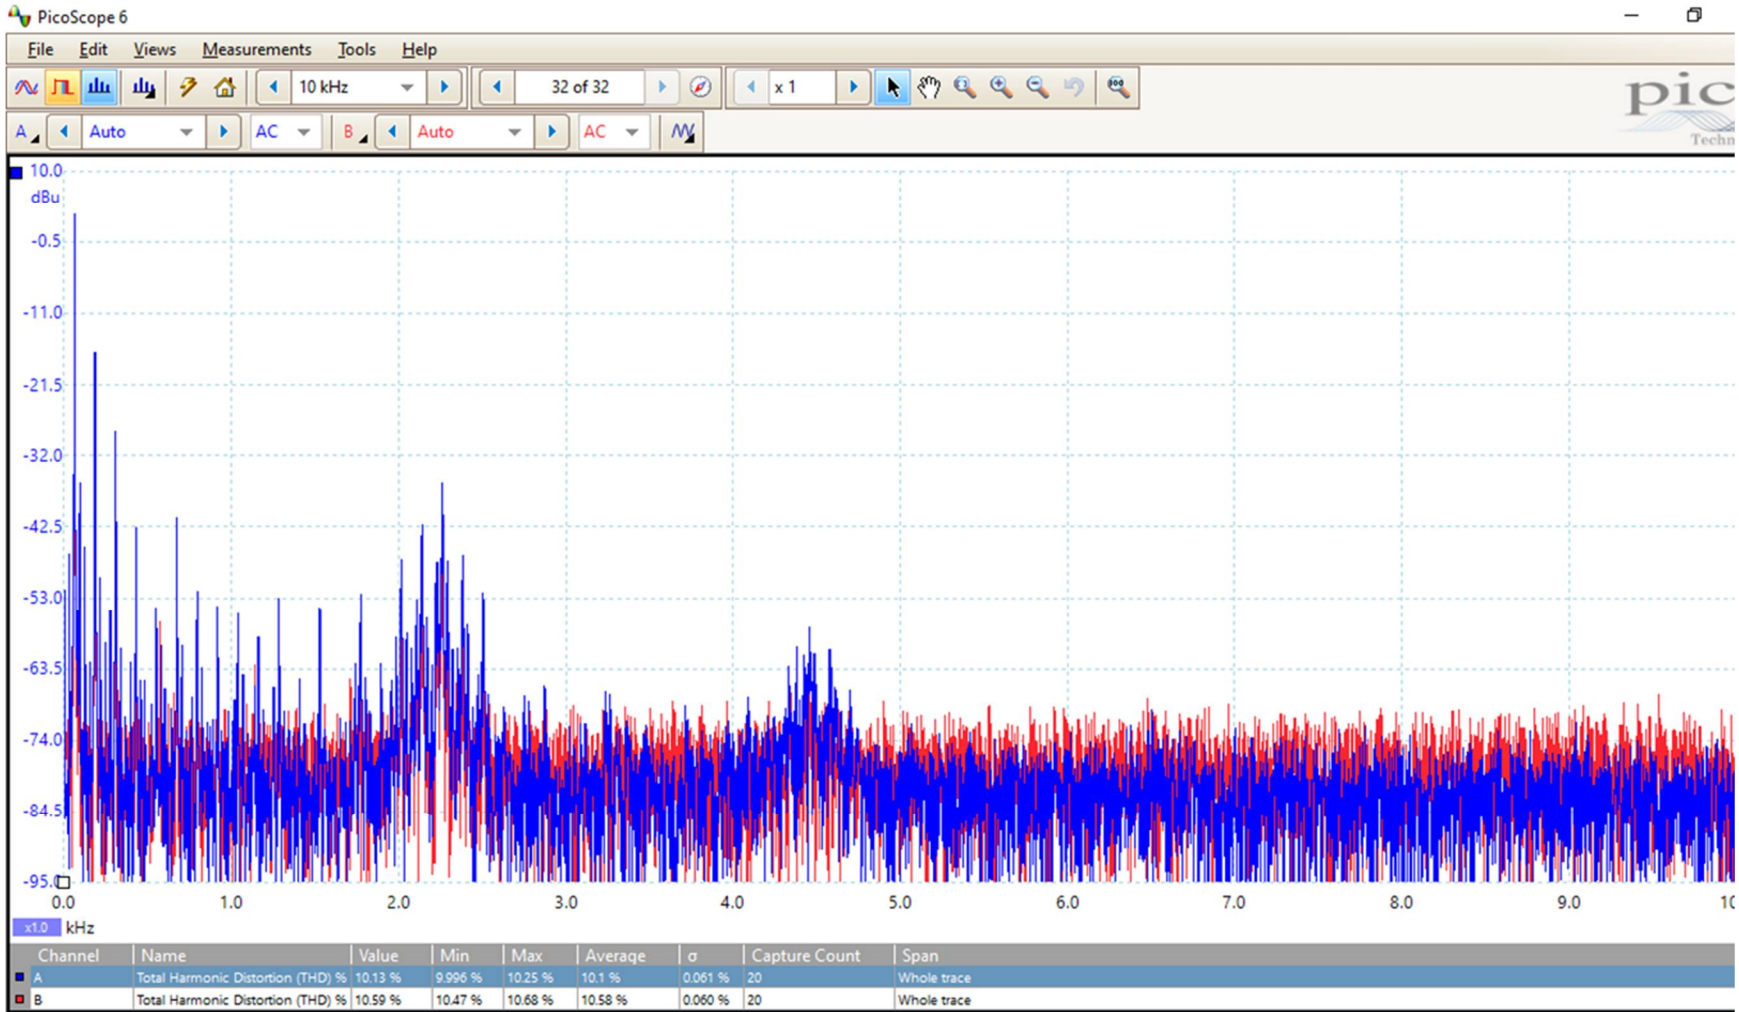 PicoScope 6
File Edit Views Measurements Tools Help
10 kHz 32 of 32 x 1
pic
Techn
A Auto AC B Auto AC
10.0
dBu
-0.5
-11.0
-21.5
-32.0
-42.5
-53.0
-63.5
-74.0
-84.5
-95.0
0.0 1.0 2.0 3.0 4.0 5.0 6.0 7.0 8.0 9.0 10
x1.0 kHz
Channel Name Value Min Max Average σ Capture Count Span
A Total Harmonic Distortion (THD) % 10.13 % 9.996 % 10.25 % 10.1 % 0.061 % 20 Whole trace
B Total Harmonic Distortion (THD) % 10.59 % 10.47 % 10.68 % 10.58 % 0.060 % 20 Whole trace